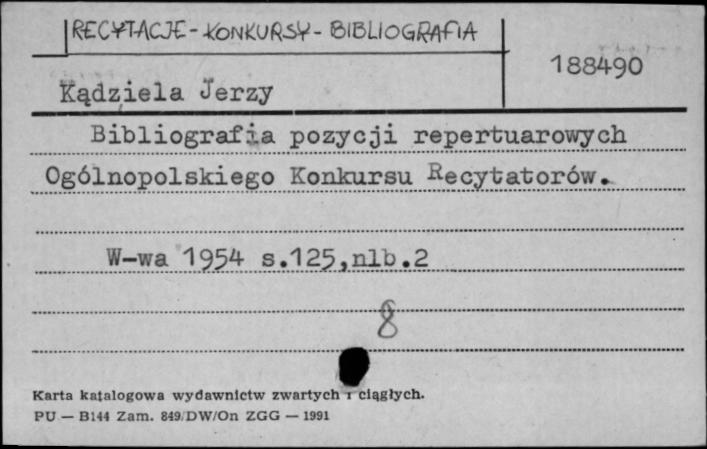 RECYTACJE - KONKURSY - BIBLIOGRAFIA
188490
Kądziela Jerzy
Bibliografia pozycji repertuarowych
Ogólnopolskiego Konkursu Recytatorów.
W-wa 1954 s.125,nlb.2
8
Karta katalogowa wydawnictw zwartych i ciągłych.
PU — B144 Zam. 849/DW/On ZGG — 1991